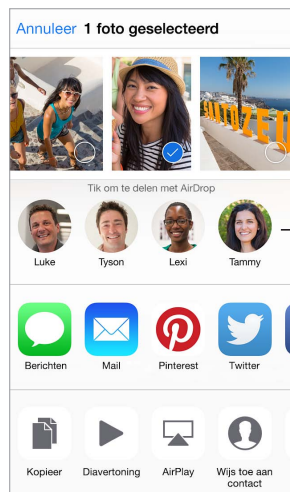 Annuleer 1 foto geselecteerd
Tik om te delen met AirDrop
Luke Tyson Lexi Tammy
Berichten Mail Pinterest Twitter
Kopieer Diavertoning AirPlay Wijs toe aan
contact